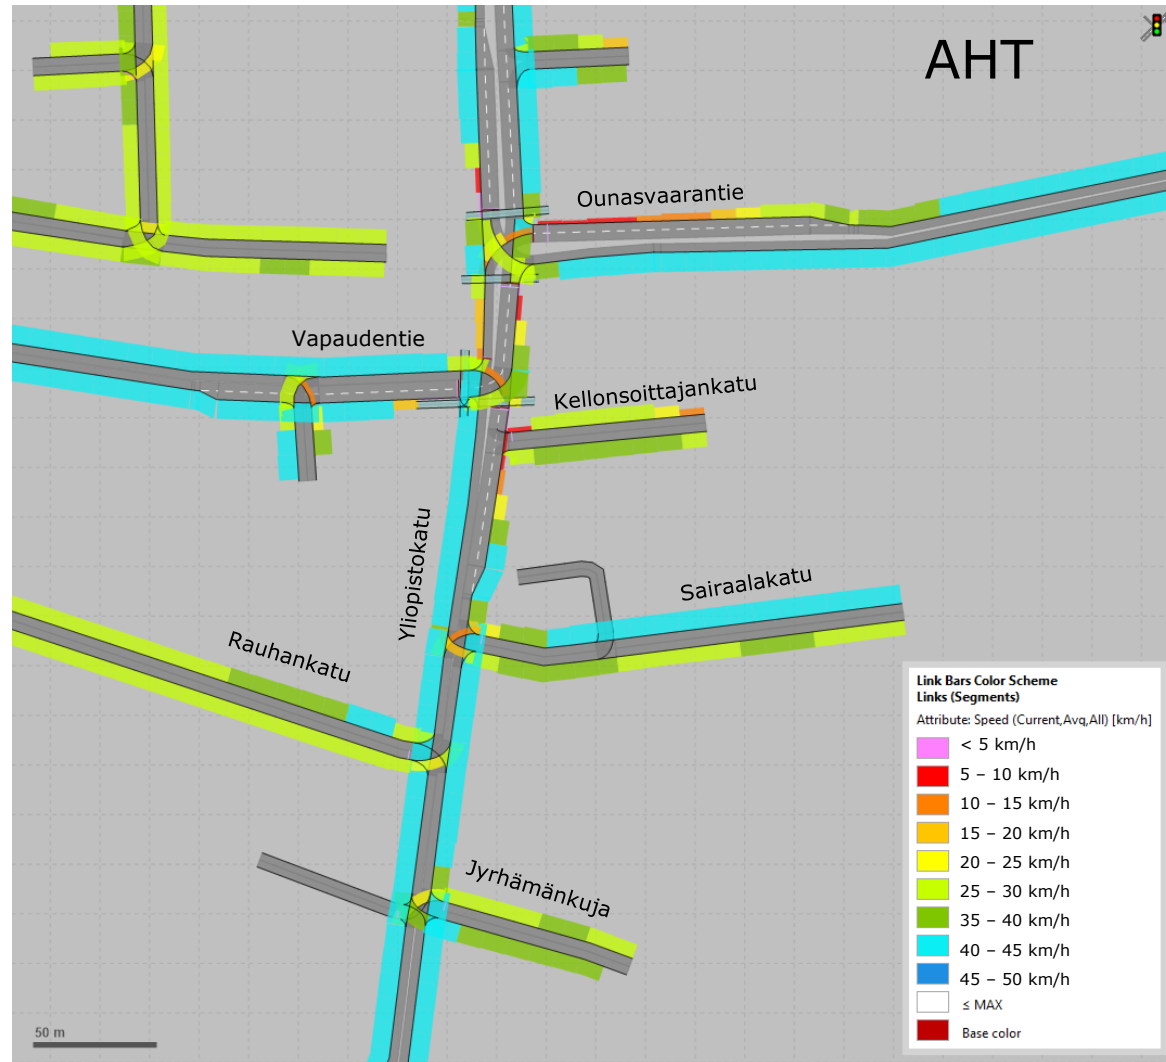 AHT
Ounasvaarantie
Vapaudentie
Kellonsoittajankatu
Yliopistokatu
Sairaalakatu
Rauhankatu
Jyrhämänkuja
Link Bars Color Scheme
Links (Segments)
Attribute: Speed (Current,Avq,All) [km/h]
< 5 km/h
5 – 10 km/h
10 – 15 km/h
15 – 20 km/h
20 – 25 km/h
25 – 30 km/h
35 – 40 km/h
40 – 45 km/h
45 – 50 km/h
≤ MAX
Base color
50 m